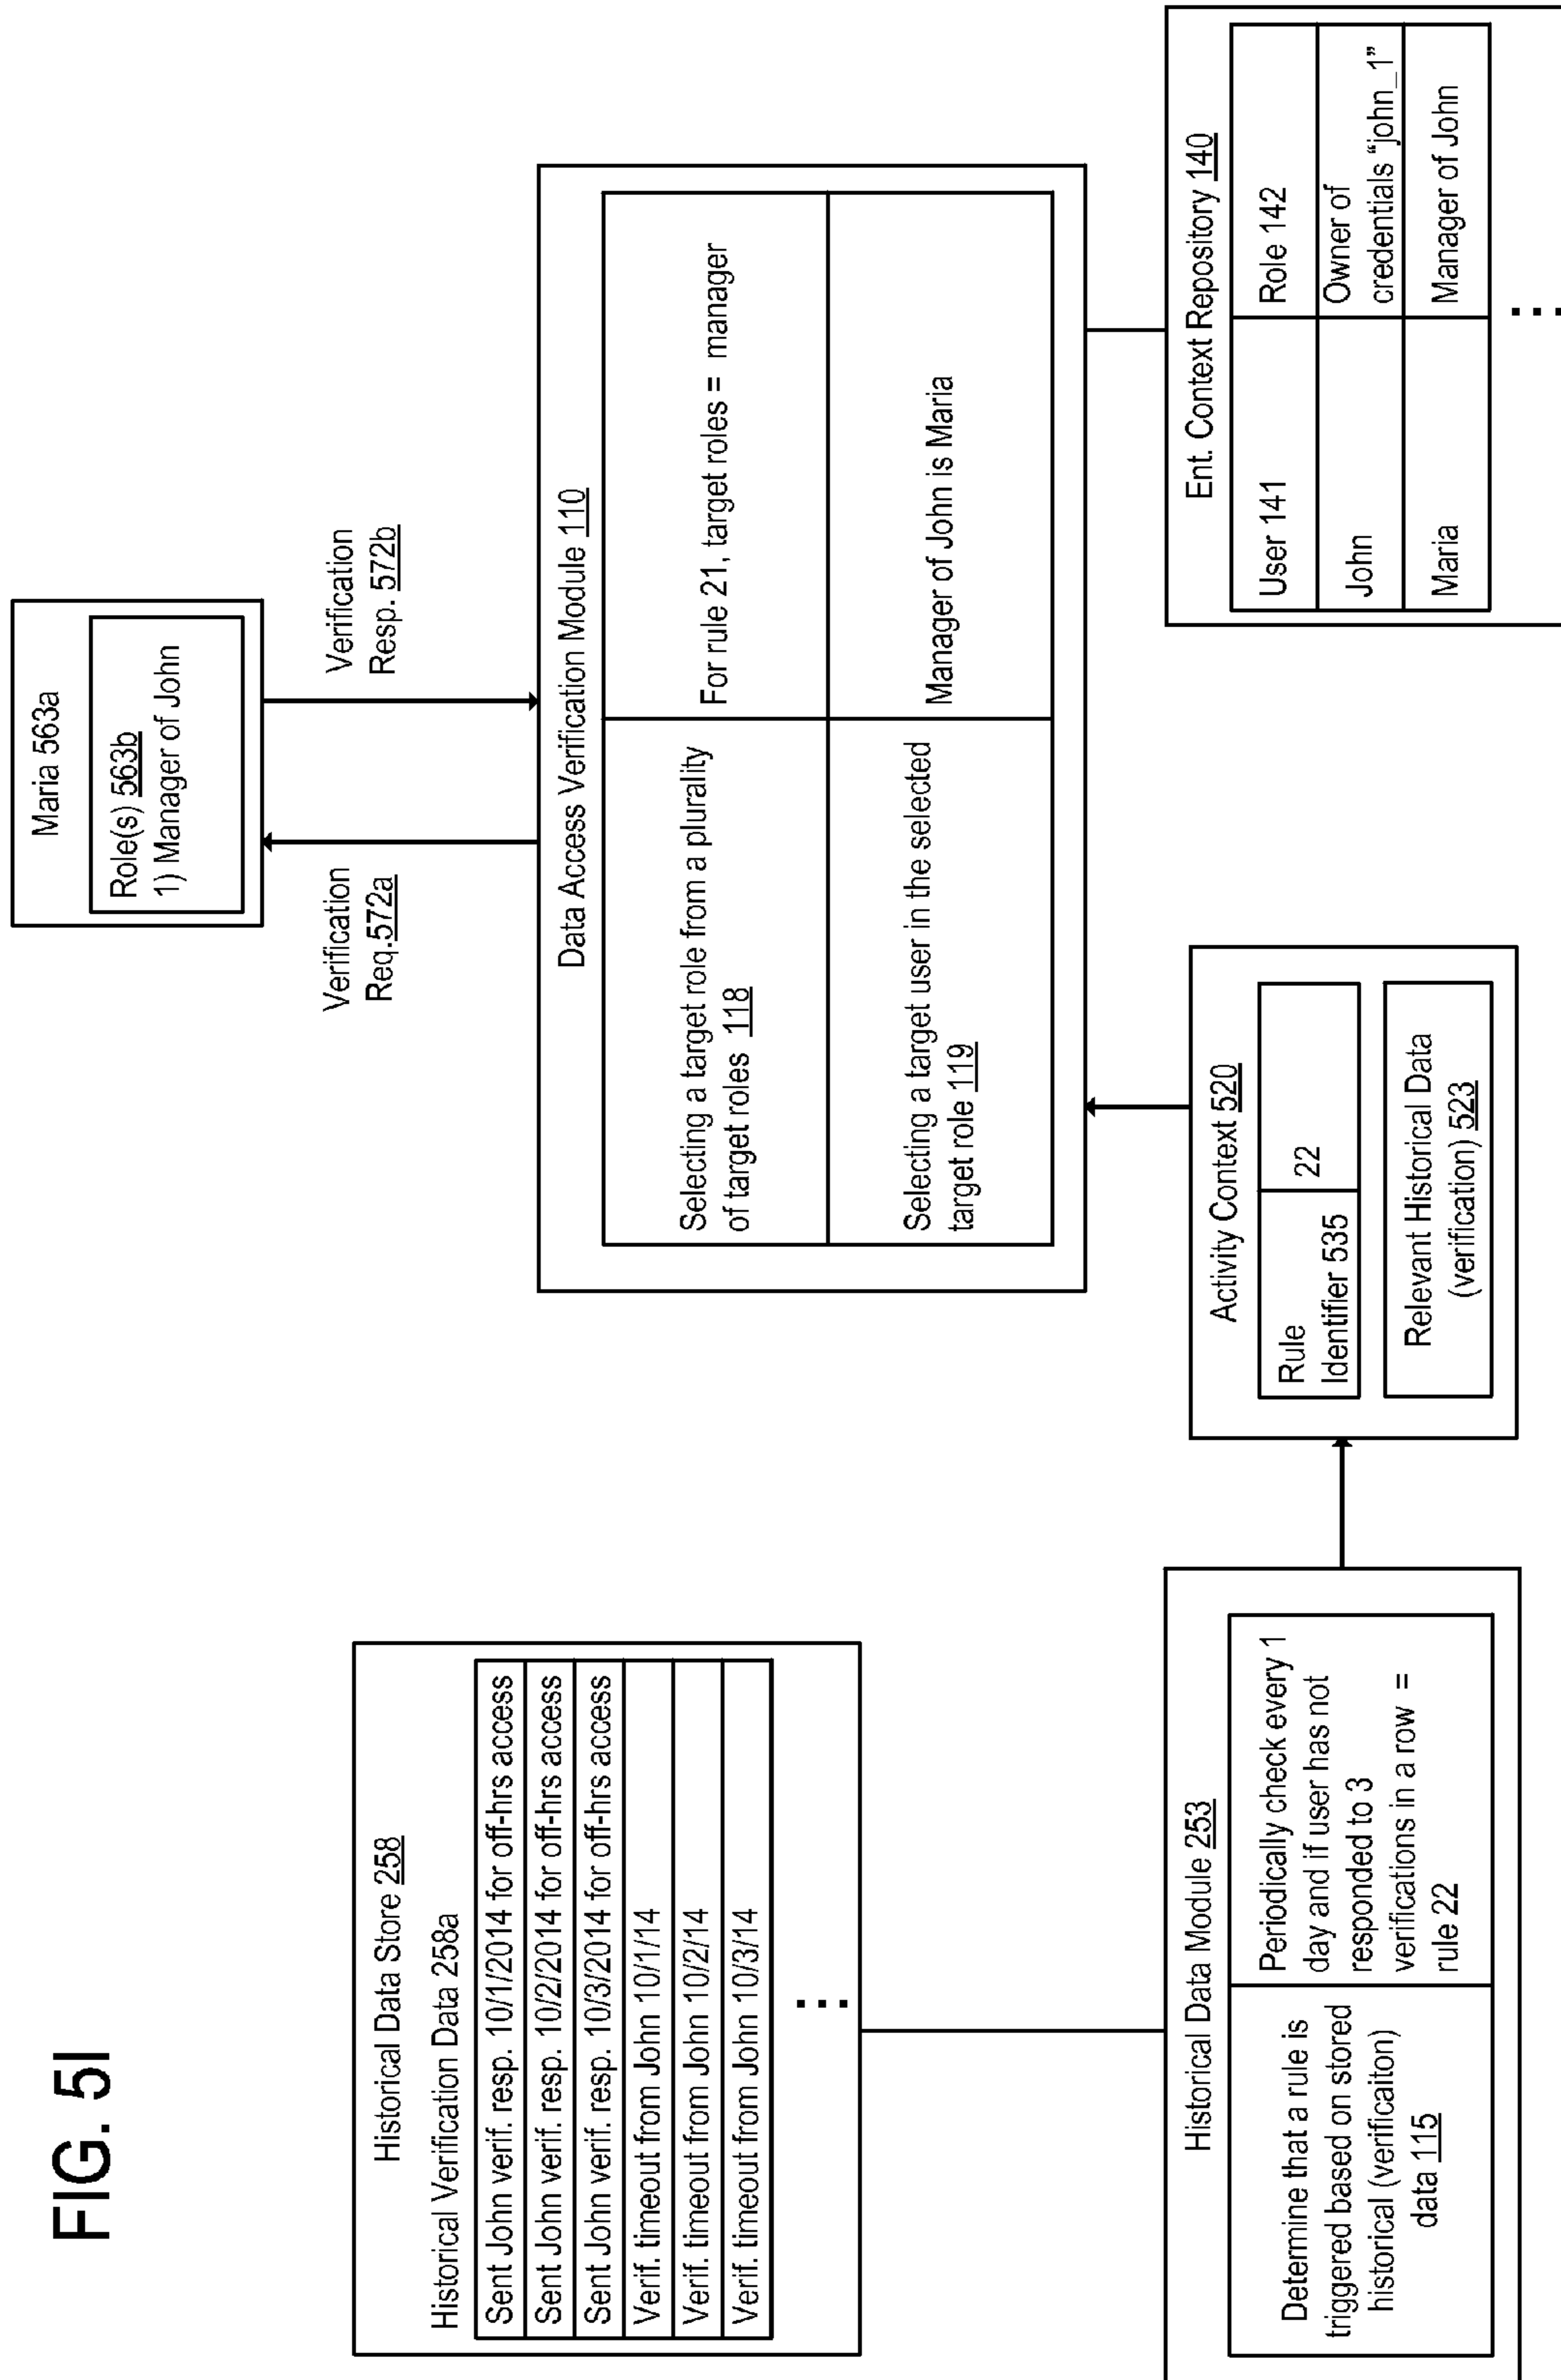 FIG. 5I
Historical Data Store 258
Historical Verification Data 258a
Sent John verif. resp. 10/1/2014 for off-hrs access
Sent John verif. resp. 10/2/2014 for off-hrs access
Sent John verif. resp. 10/3/2014 for off-hrs access
Verif. timeout from John 10/1/14
Verif. timeout from John 10/2/14
Verif. timeout from John 10/3/14
Historical Data Module 253
Determine that a rule is
triggered based on stored
historical (verificaiton)
data 115
Periodically check every 1
day and if user has not
responded to 3
verifications in a row =
rule 22
Maria 563a
Role(s) 563b
1) Manager of John
Verification
Req.572a
Verification
Resp. 572b
Data Access Verification Module 110
Selecting a target role from a plurality
of target roles 118
For rule 21, target roles = manager
Selecting a target user in the selected
target role 119
Manager of John is Maria
Activity Context 520
Rule
Identifier 535
22
Relevant Historical Data
(verification) 523
Ent. Context Repository 140
User 141
Role 142
John
Owner of
credentials “john_1”
Maria
Manager of John